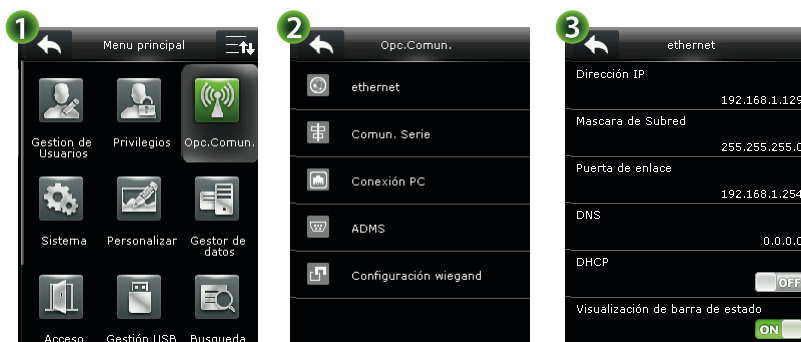 1
Menu principal
Gestion de
Usuarios
Privilegios
Opc.Comun.
Sistema
Personalizar
Gestor de
datos
Acceso
Gestión USB
Busqueda
2
Opc.Comun.
ethernet
Comun. Serie
Conexión PC
ADMS
Configuración wiegand
3
ethernet
Dirección IP
192.168.1.129
Mascara de Subred
255.255.255.0
Puerta de enlace
192.168.1.254
DNS
0.0.0.0
DHCP
OFF
Visualización de barra de estado
ON